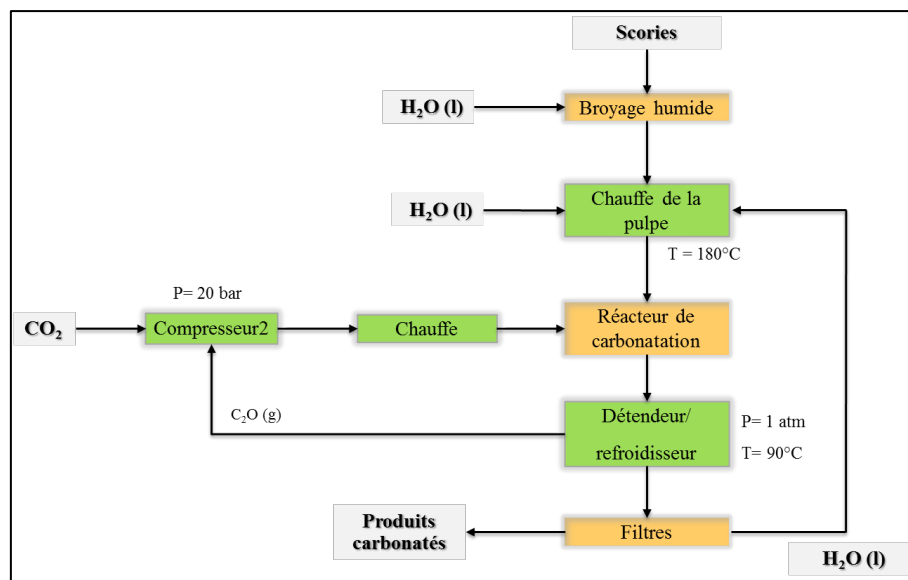 Scories
H₂O (l)
Broyage humide
H₂O (l)
Chauffe de la
pulpe
T = 180°C
P= 20 bar
CO₂
Compresseur2
Chauffe
Réacteur de
carbonatation
C₂O (g)
Détendeur/
refroidisseur
P= 1 atm
T= 90°C
Produits
carbonatés
Filtres
H₂O (l)